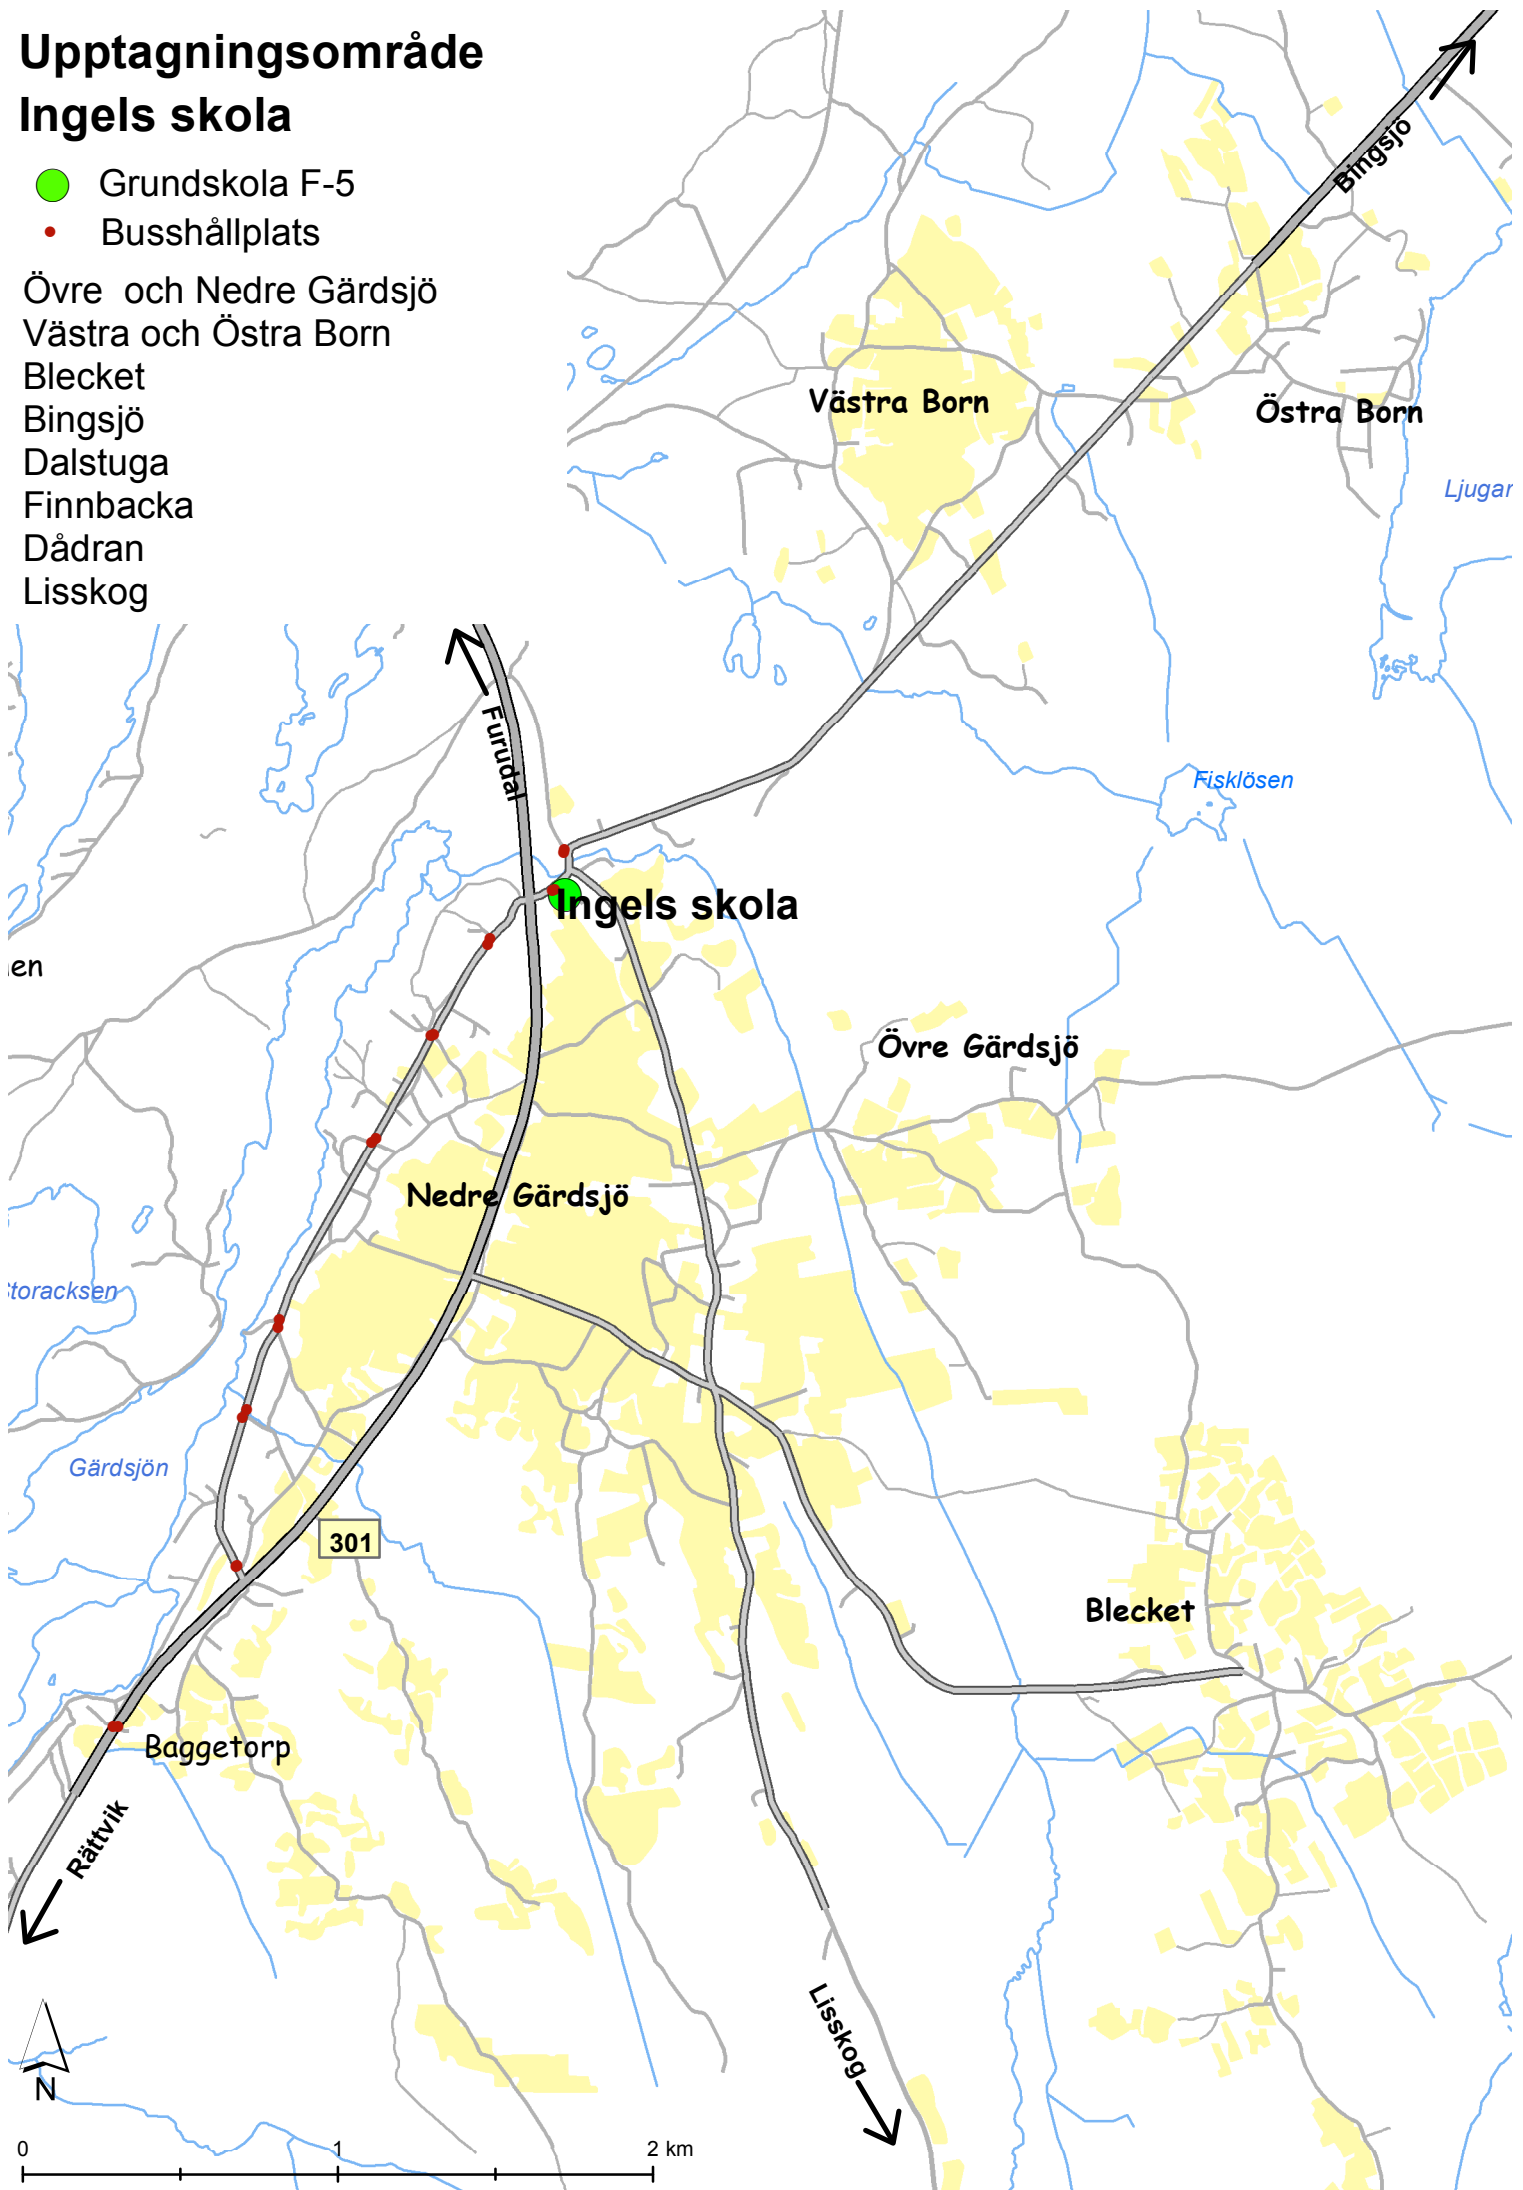 Upptagningsområde
Ingels skola
Grundskola F-5
Busshållplats
Övre och Nedre Gärdsjö
Västra och Östra Born
Blecket
Bingsjö
Dalstuga
Finnbacka
Dådran
Lisskog
Bingsjö
Västra Born
Östra Born
Ljugar
Furudal
Fisklösen
Ingels skola
en
Övre Gärdsjö
Nedre Gärdsjö
toracksen
Gärdsjön
301
Blecket
Baggetorp
Rättvik
Lisskog
N
0 1 2 km